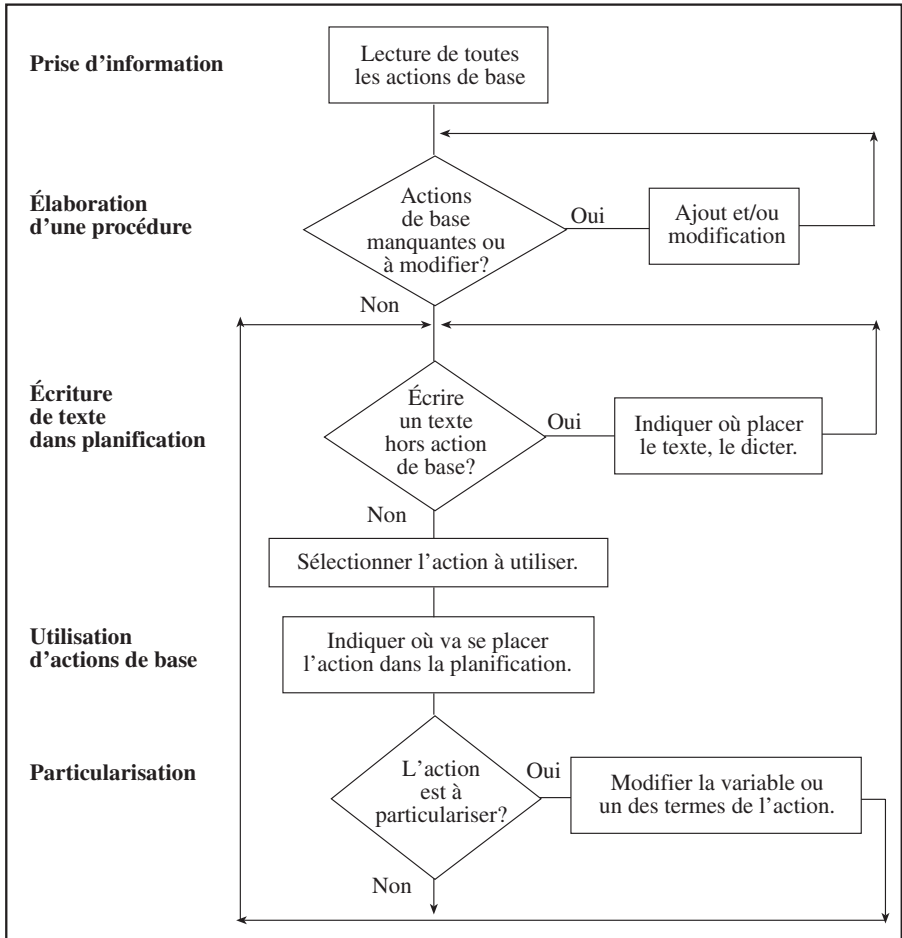 Prise d’information
Lecture de toutes
les actions de base
Élaboration
d’une procédure
Actions
de base
manquantes ou
à modifier?
Oui
Ajout et/ou
modification
Non
Écriture
de texte
dans planification
Écrire
un texte
hors action
de base?
Oui
Indiquer où placer
le texte, le dicter.
Non
Sélectionner l’action à utiliser.
Utilisation
d’actions de base
Indiquer où va se placer
l’action dans la planification.
Particularisation
L’action
est à
particulariser?
Oui
Modifier la variable ou
un des termes de l’action.
Non